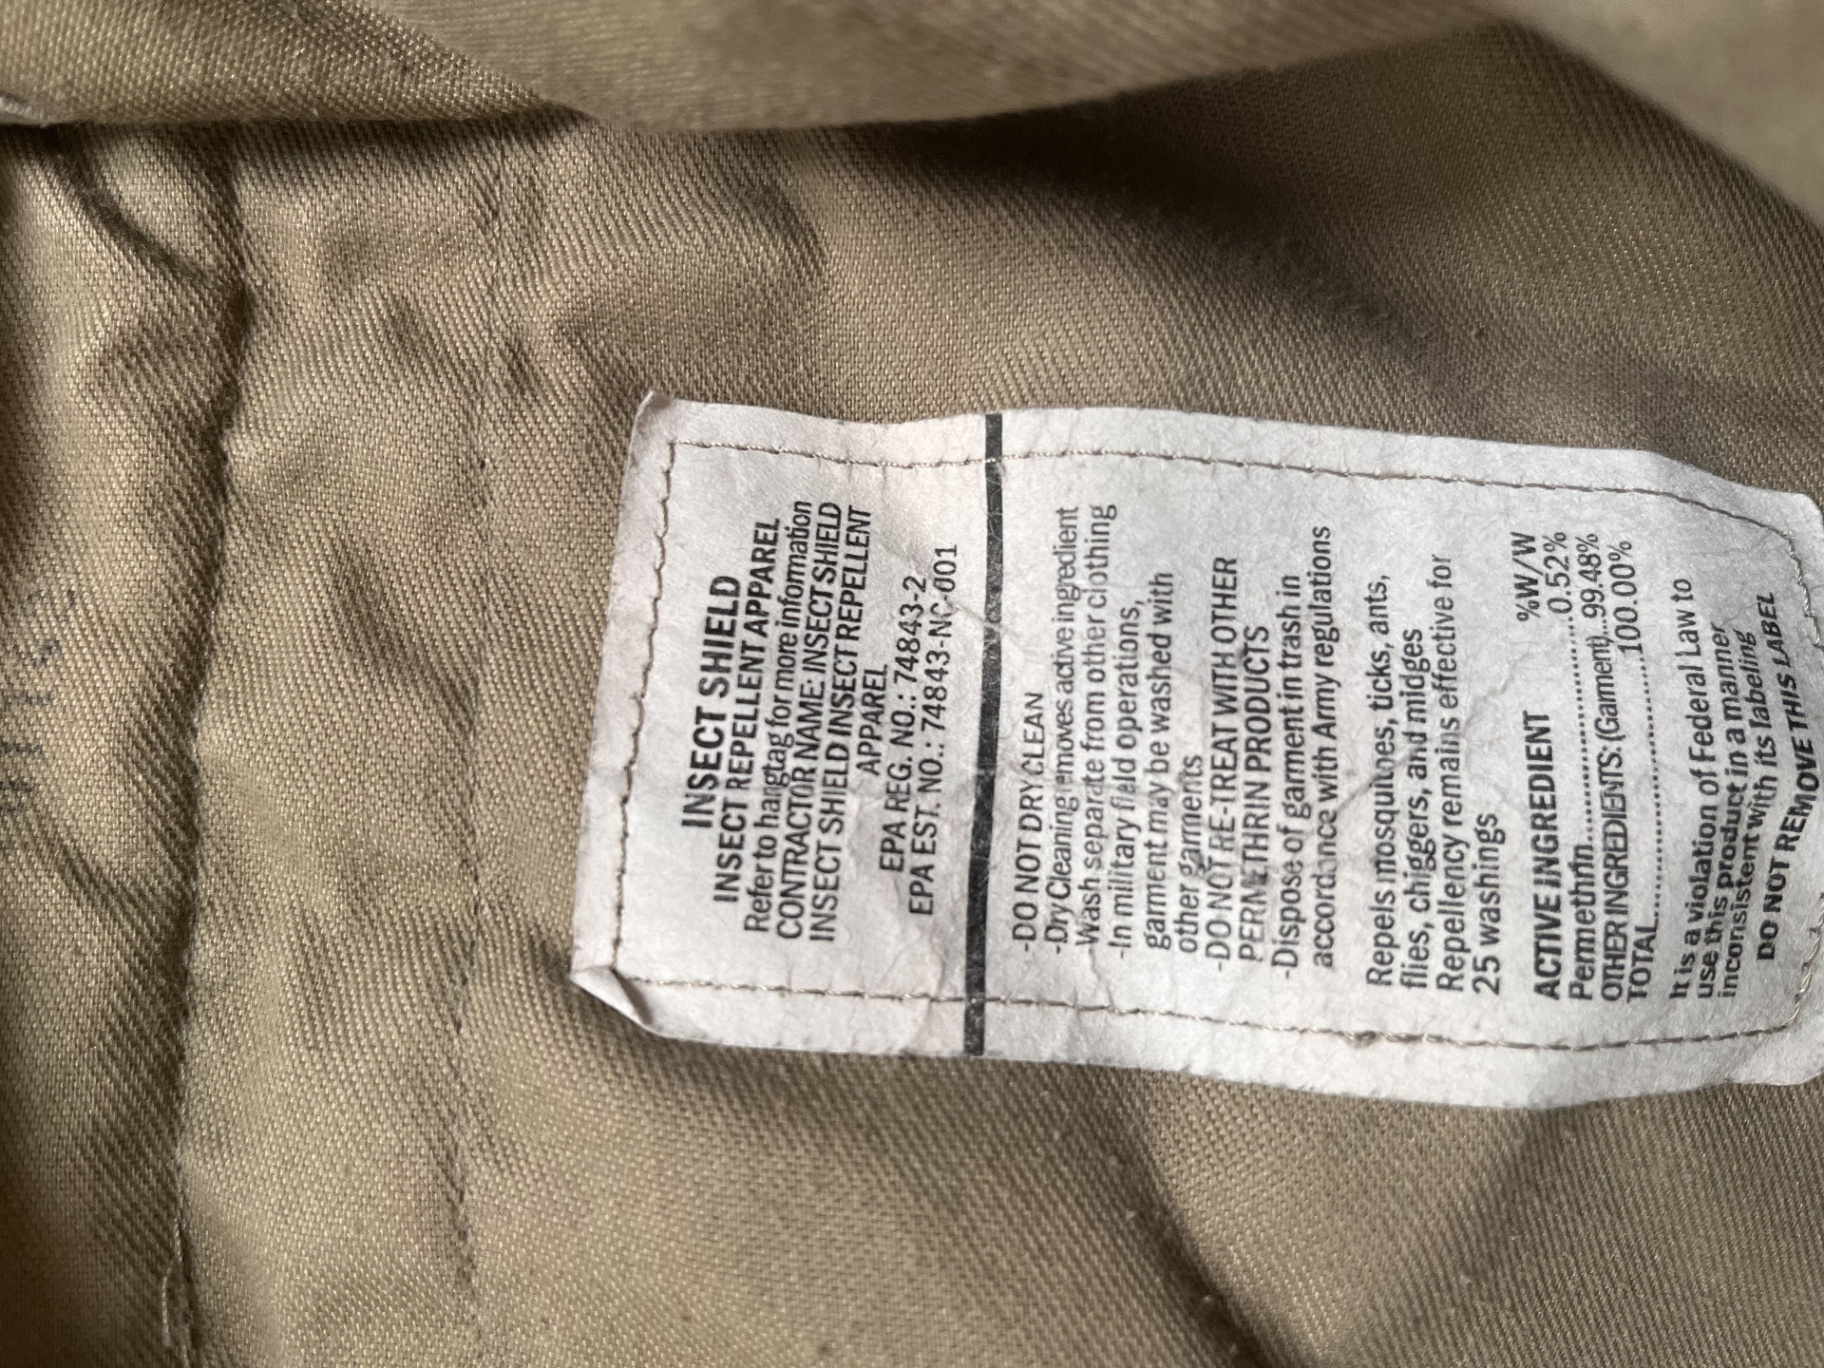 INSECT SHIELD
INSECT REPELLENT APPAREL
Refer to hangtag for more information
CONTRACTOR NAME: INSECT SHIELD
INSECT SHIELD INSECT REPELLENT
APPAREL
EPA REG. NO.: 74843-2
EPA EST. NO.: 74843-NC-001
-DO NOT DRY CLEAN
-Dry Cleaning removes active ingredient
-Wash separate from other clothing
-In military field operations,
garment may be washed with
other garments
-DO NOT RE-TREAT WITH OTHER
PERMETHRIN PRODUCTS
-Dispose of garment in trash in
accordance with Army regulations
Repels mosquitoes, ticks, ants,
flies, chiggers, and midges
Repellency remains effective for
25 washings
ACTIVE INGREDIENT %W/W
Permethrin..................0.52%
OTHER INGREDIENTS: (Garment)...99.48%
TOTAL..........................100.00%
It is a violation of Federal Law to
use this product in a manner
inconsistent with its labeling
DO NOT REMOVE THIS LABEL